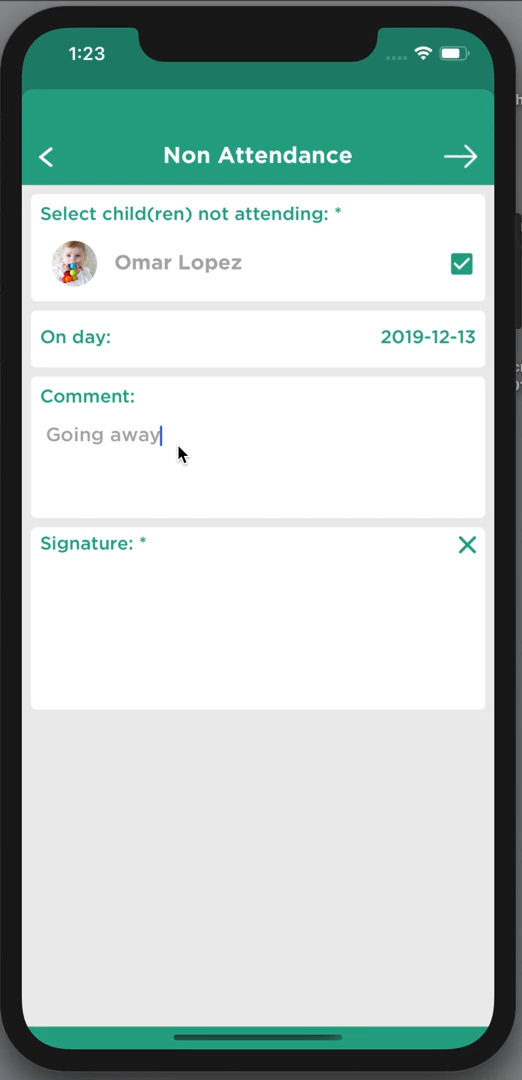 1:23
Non Attendance
Select child(ren) not attending: *
Omar Lopez
On day: 2019-12-13
Comment:
Going away
Signature: *